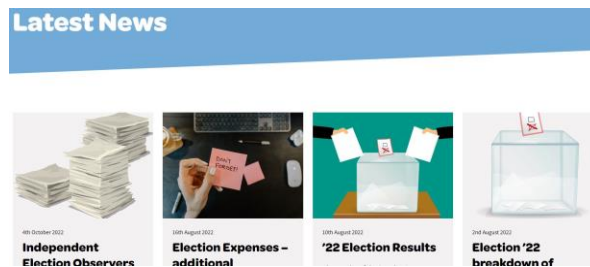 Latest News
DON'T
FORGET!
4th October 2022
Independent
Election Observers
16th August 2022
Election Expenses –
additional
10th August 2022
'22 Election Results
2nd August 2022
Election '22
breakdown of